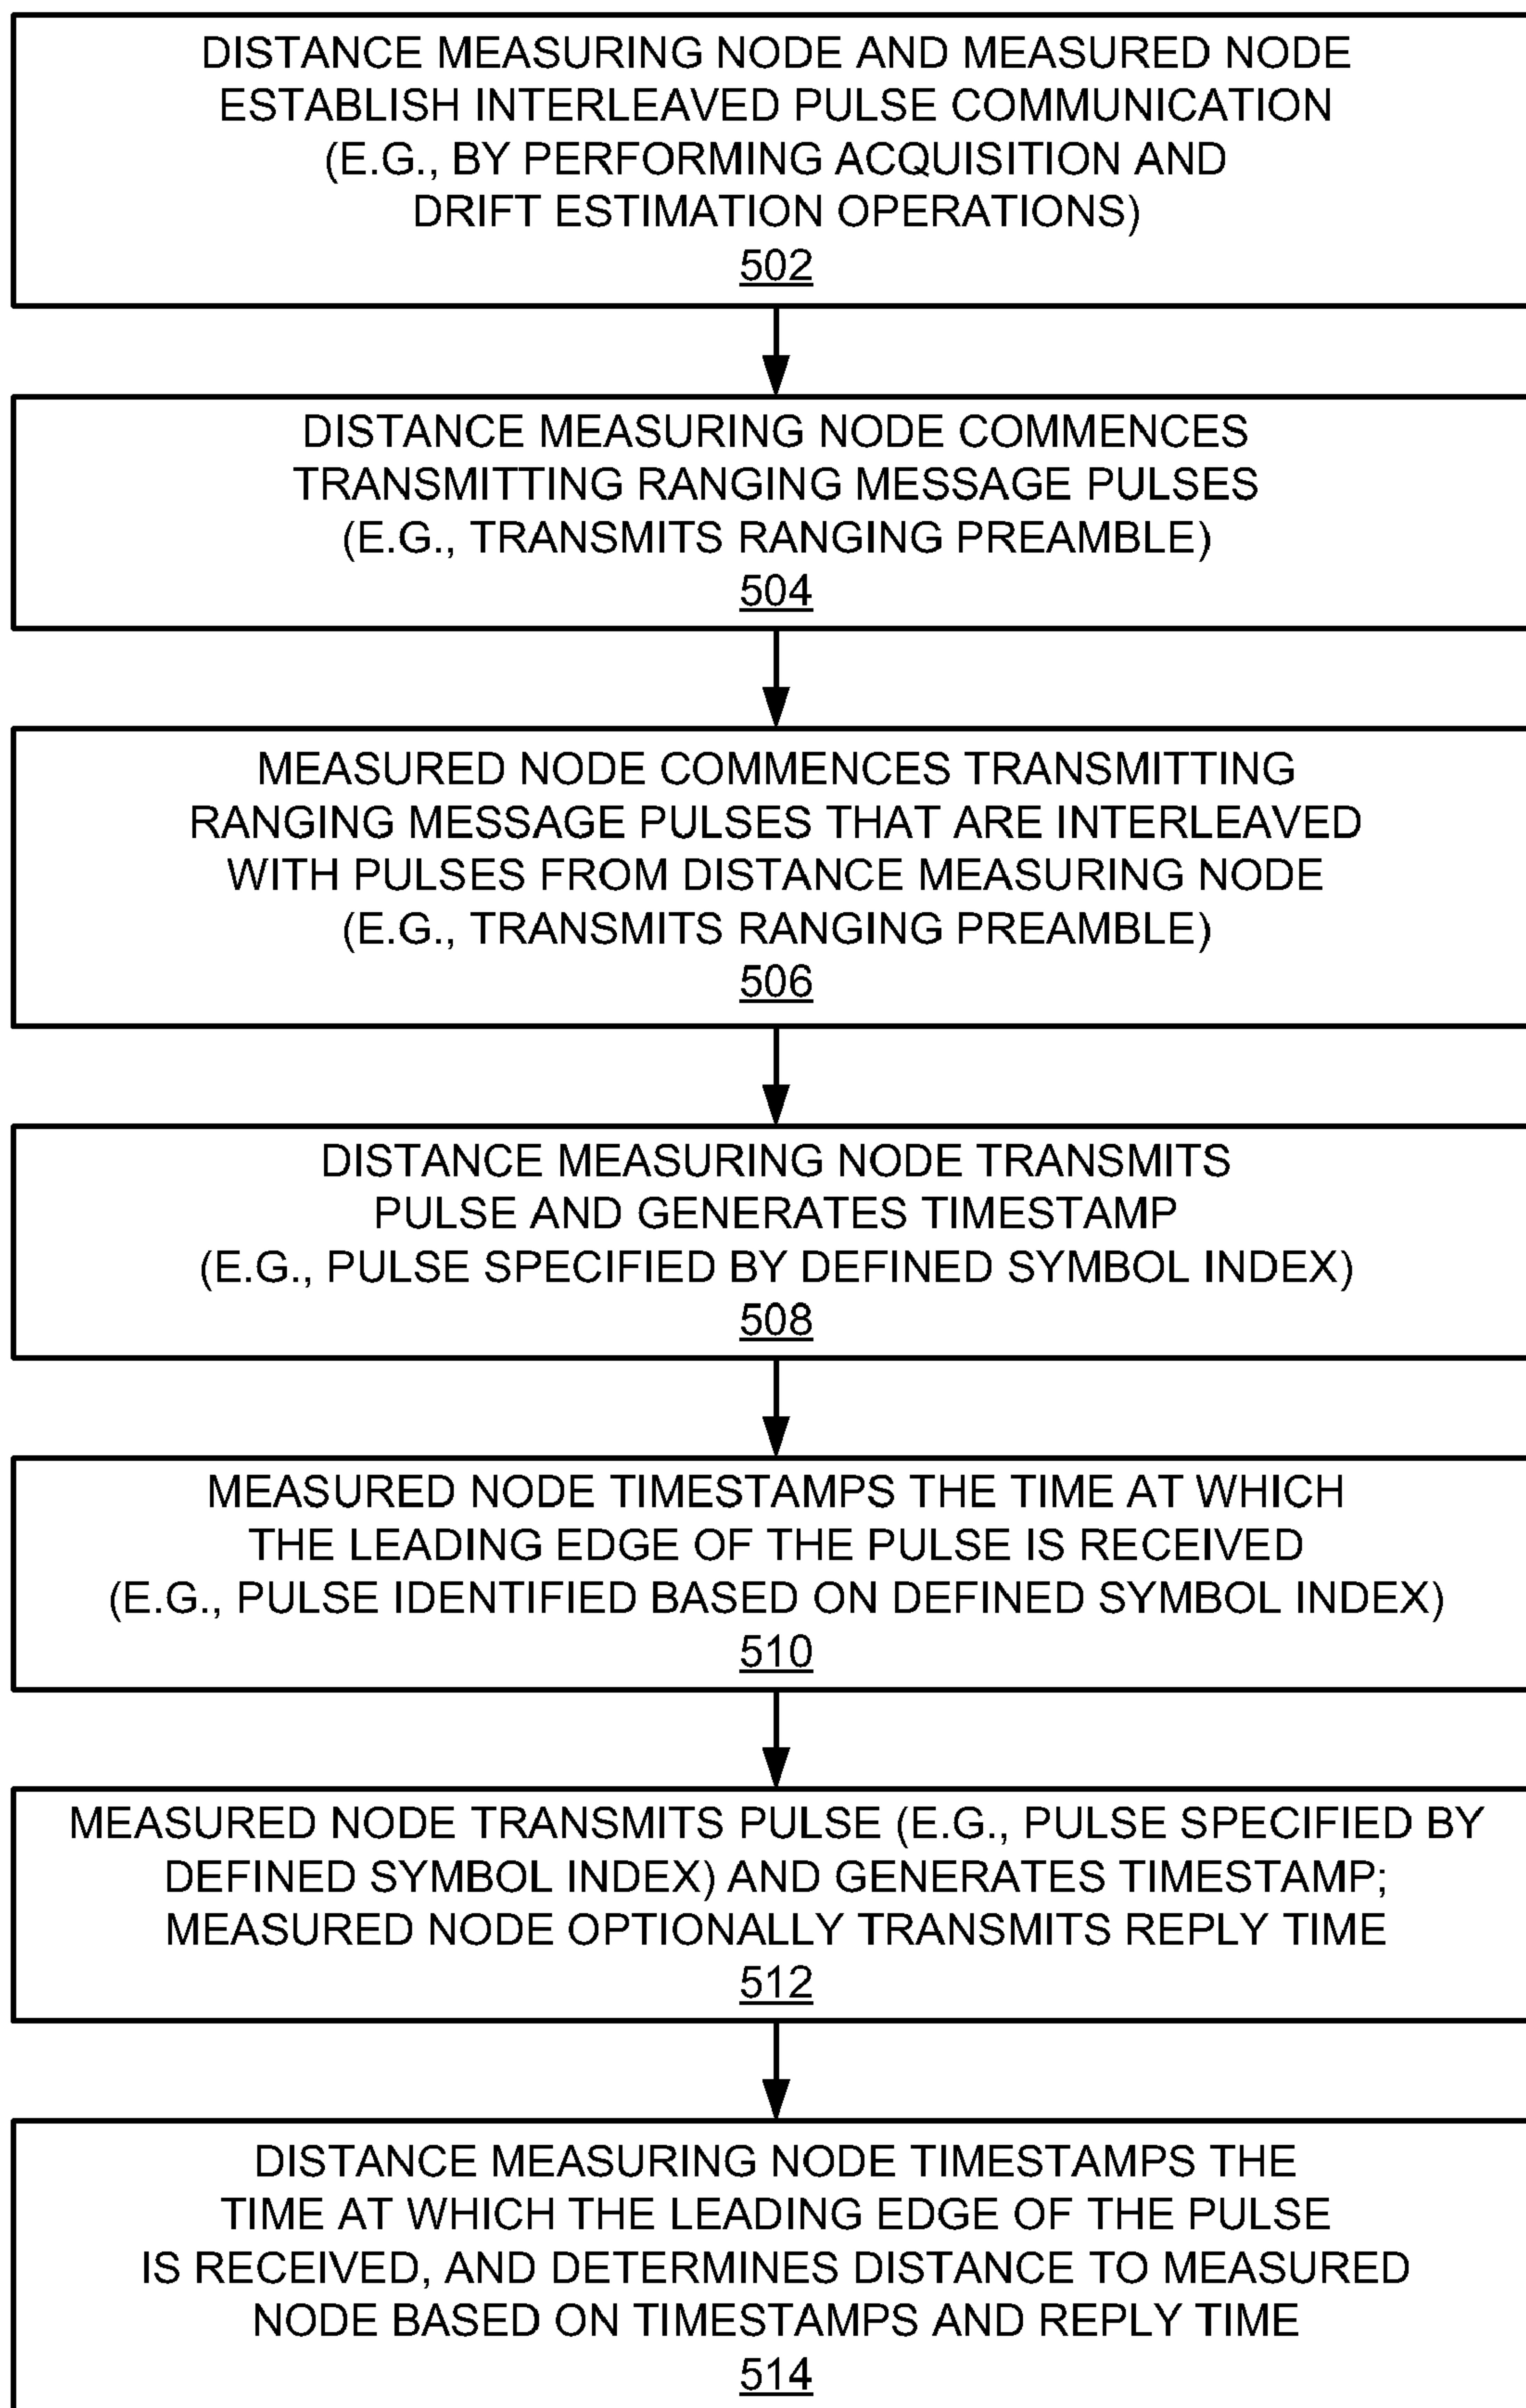 DISTANCE MEASURING NODE AND MEASURED NODE
ESTABLISH INTERLEAVED PULSE COMMUNICATION
(E.G., BY PERFORMING ACQUISITION AND
DRIFT ESTIMATION OPERATIONS)
502
DISTANCE MEASURING NODE COMMENCES
TRANSMITTING RANGING MESSAGE PULSES
(E.G., TRANSMITS RANGING PREAMBLE)
504
MEASURED NODE COMMENCES TRANSMITTING
RANGING MESSAGE PULSES THAT ARE INTERLEAVED
WITH PULSES FROM DISTANCE MEASURING NODE
(E.G., TRANSMITS RANGING PREAMBLE)
506
DISTANCE MEASURING NODE TRANSMITS
PULSE AND GENERATES TIMESTAMP
(E.G., PULSE SPECIFIED BY DEFINED SYMBOL INDEX)
508
MEASURED NODE TIMESTAMPS THE TIME AT WHICH
THE LEADING EDGE OF THE PULSE IS RECEIVED
(E.G., PULSE IDENTIFIED BASED ON DEFINED SYMBOL INDEX)
510
MEASURED NODE TRANSMITS PULSE (E.G., PULSE SPECIFIED BY
DEFINED SYMBOL INDEX) AND GENERATES TIMESTAMP;
MEASURED NODE OPTIONALLY TRANSMITS REPLY TIME
512
DISTANCE MEASURING NODE TIMESTAMPS THE
TIME AT WHICH THE LEADING EDGE OF THE PULSE
IS RECEIVED, AND DETERMINES DISTANCE TO MEASURED
NODE BASED ON TIMESTAMPS AND REPLY TIME
514